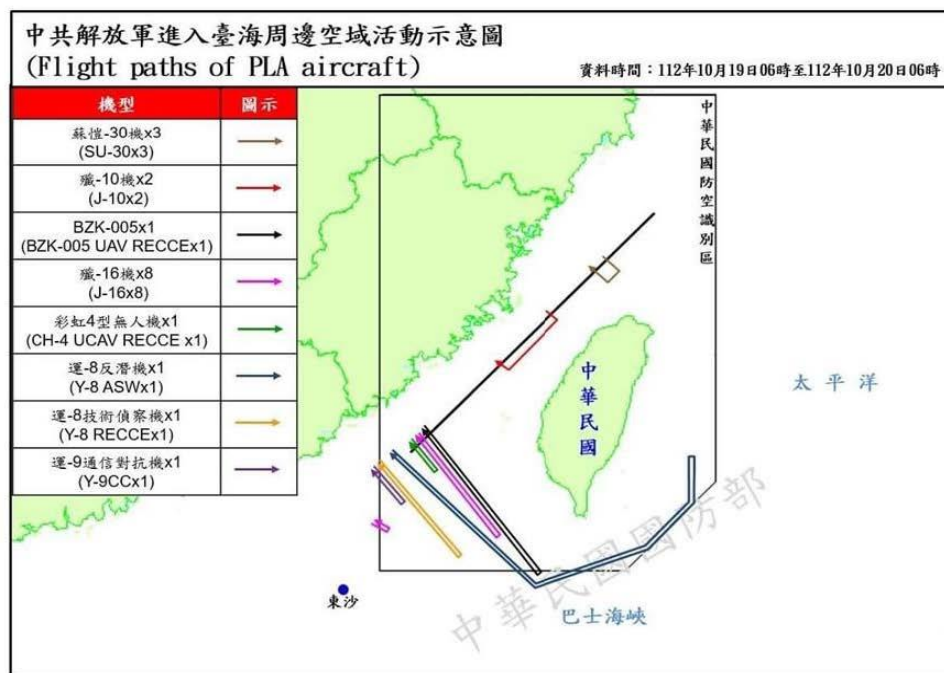 中共解放軍進入臺海周邊空域活動示意圖
(Flight paths of PLA aircraft)
資料時間：112年10月19日06時至112年10月20日06時
機型 圖示
蘇愷-30機x3
(SU-30x3)
殲-10機x2
(J-10x2)
BZK-005x1
(BZK-005 UAV RECCEx1)
殲-16機x8
(J-16x8)
彩虹4型無人機x1
(CH-4 UCAV RECCE x1)
運-8反潛機x1
(Y-8 ASWx1)
運-8技術偵察機x1
(Y-8 RECCEx1)
運-9通信對抗機x1
(Y-9CCx1)
中華民國防空識別區
中華民國
太平洋
東沙
巴士海峽
中華民國國防部